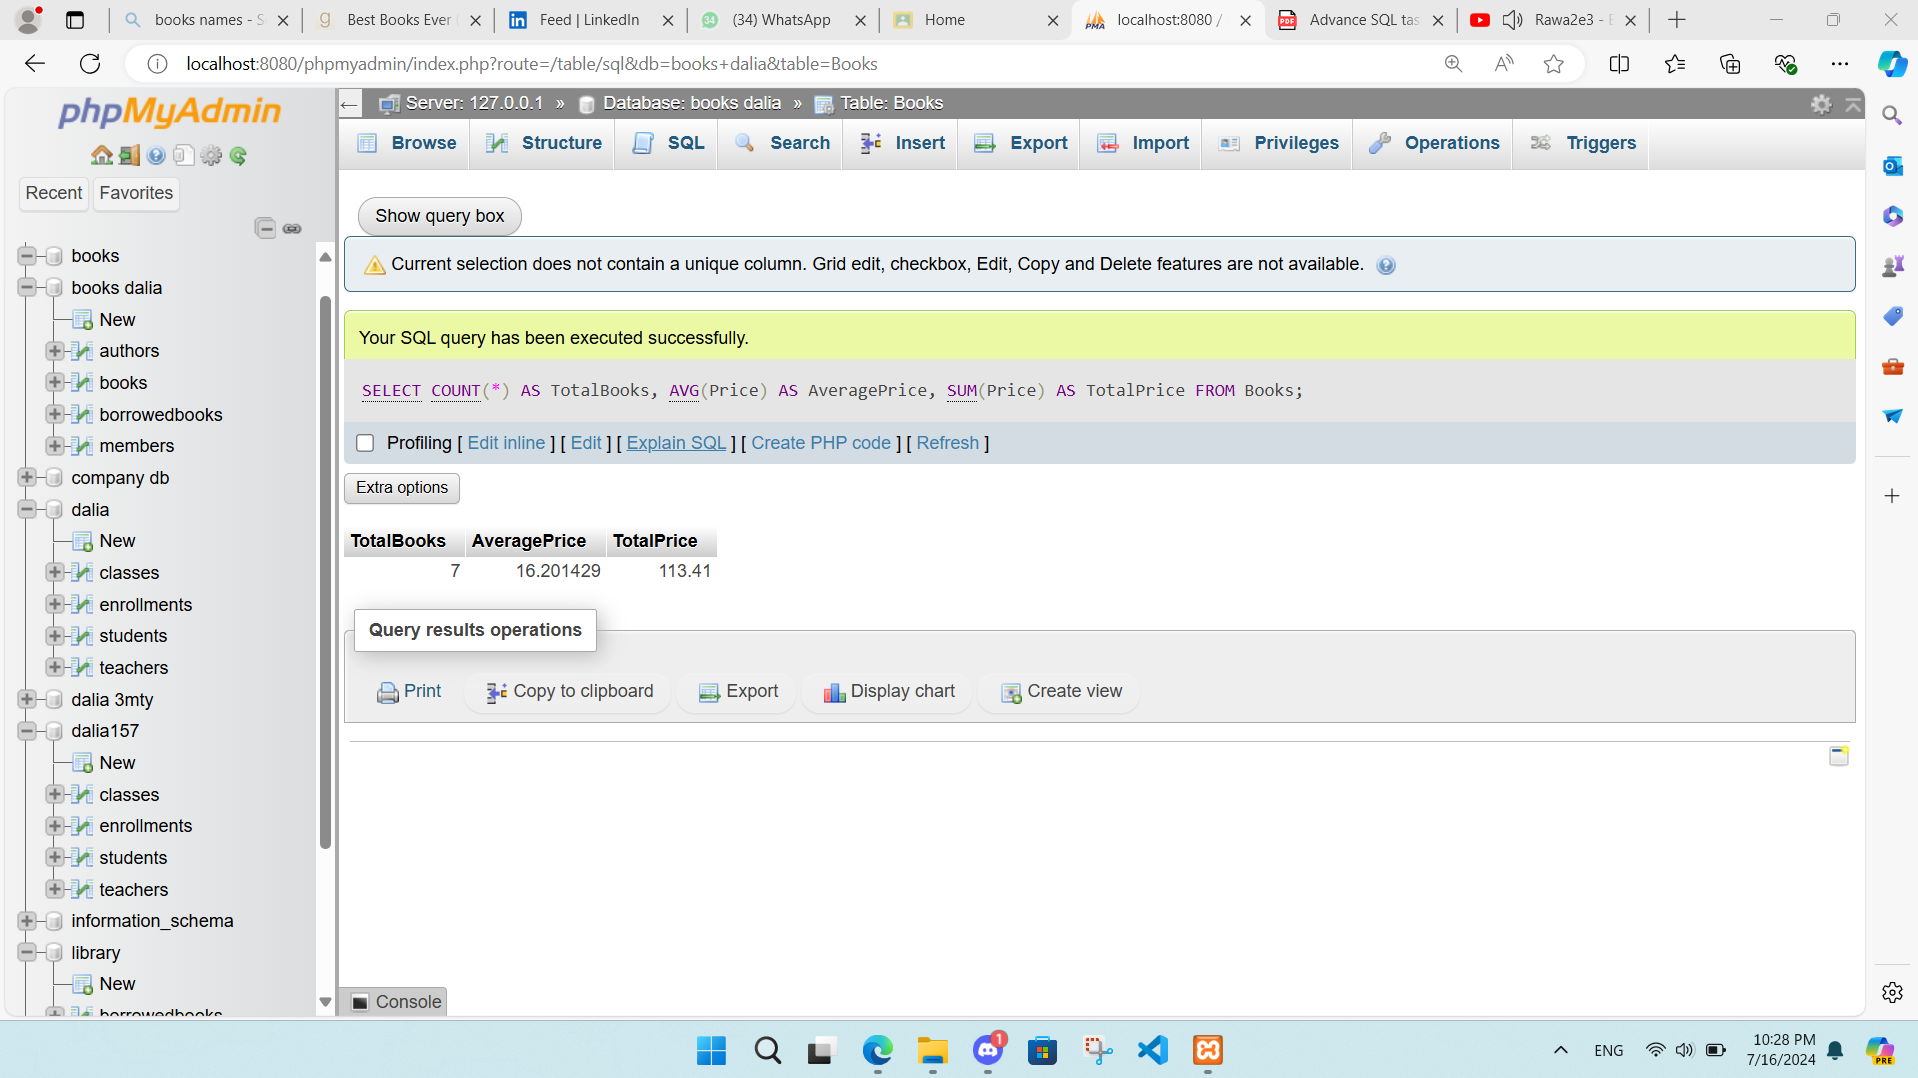 books names - S
Best Books Ever
Feed | LinkedIn
(34) WhatsApp
Home
localhost:8080 /
Advance SQL tas
Rawa2e3 -
localhost:8080/phpmyadmin/index.php?route=/table/sql&db=books+dalia&table=Books
phpMyAdmin
Recent
Favorites
books
books dalia
New
authors
books
borrowedbooks
members
company db
dalia
New
classes
enrollments
students
teachers
dalia 3mty
dalia157
New
classes
enrollments
students
teachers
information_schema
library
New
borrowedbooks
Server: 127.0.0.1 » Database: books dalia » Table: Books
Browse
Structure
SQL
Search
Insert
Export
Import
Privileges
Operations
Triggers
Show query box
Current selection does not contain a unique column. Grid edit, checkbox, Edit, Copy and Delete features are not available.
Your SQL query has been executed successfully.
SELECT COUNT(*) AS TotalBooks, AVG(Price) AS AveragePrice, SUM(Price) AS TotalPrice FROM Books;
Profiling [ Edit inline ] [ Edit ] [ Explain SQL ] [ Create PHP code ] [ Refresh ]
Extra options
TotalBooks AveragePrice TotalPrice
7 16.201429 113.41
Query results operations
Print
Copy to clipboard
Export
Display chart
Create view
Console
1
ENG
10:28 PM
7/16/2024
PRE